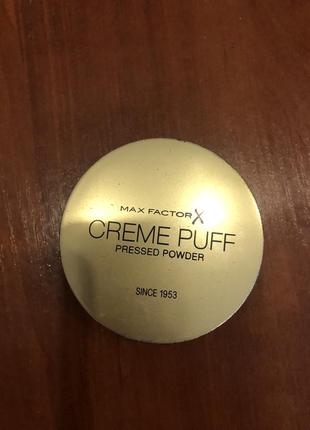 MAX FACTOR X
CREME PUFF
PRESSED POWDER
SINCE 1953